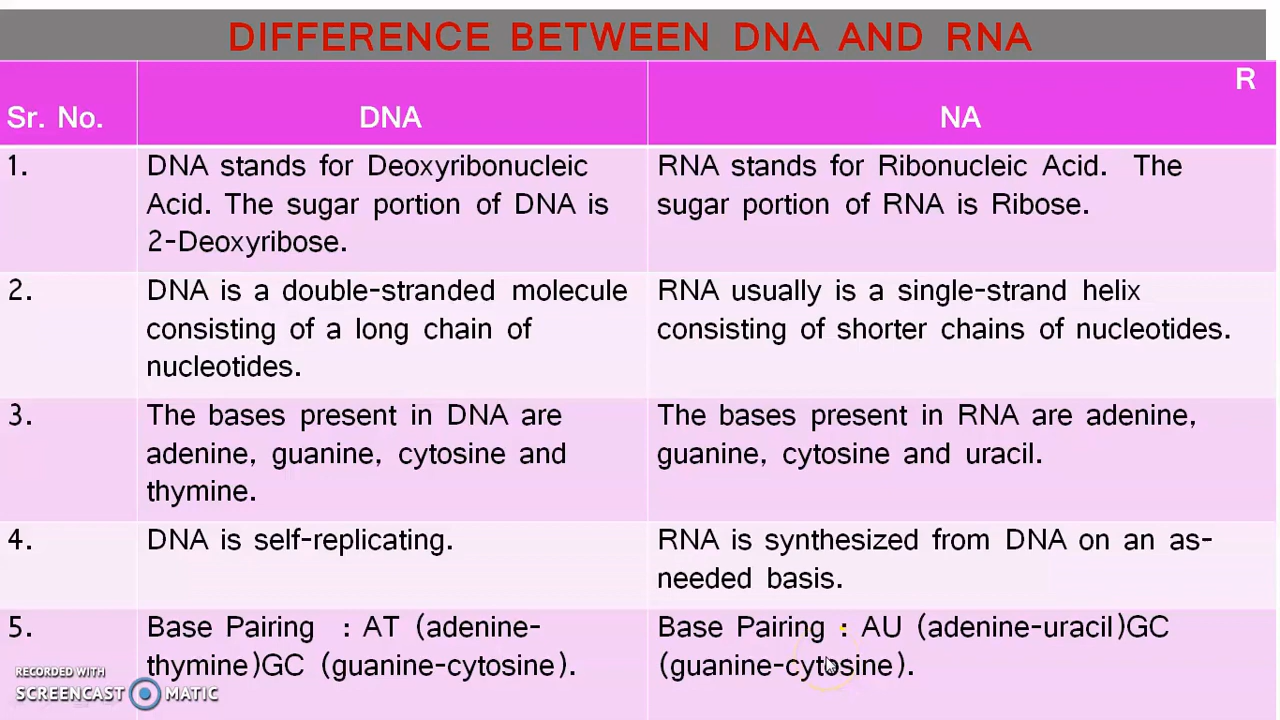 DIFFERENCE BETWEEN DNA AND RNA
Sr. No.
DNA
R
NA
1.
DNA stands for Deoxyribonucleic
Acid. The sugar portion of DNA is
2-Deoxyribose.
RNA stands for Ribonucleic Acid. The
sugar portion of RNA is Ribose.
2.
DNA is a double-stranded molecule
consisting of a long chain of
nucleotides.
RNA usually is a single-strand helix
consisting of shorter chains of nucleotides.
3.
The bases present in DNA are
adenine, guanine, cytosine and
thymine.
The bases present in RNA are adenine,
guanine, cytosine and uracil.
4.
DNA is self-replicating.
RNA is synthesized from DNA on an as-
needed basis.
5.
Base Pairing : AT (adenine-
thymine)GC (guanine-cytosine).
Base Pairing : AU (adenine-uracil)GC
(guanine-cytosine).
RECORDED WITH
SCREENCAST MATIC